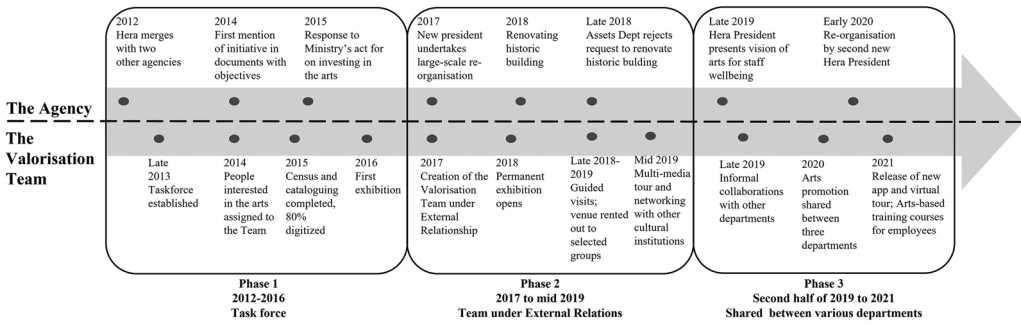 2012
Hera merges
with two
other agencies
2014
First mention
of initiative in
documents with
objectives
2015
Response to
Ministry's act for
on investing in
the arts
2017
New president
undertakes
large-scale re-
organisation
2018
Renovating
historic
building
Late 2018
Assets Dept rejects
request to renovate
historic bulding
Late 2019
Hera President
presents vision of
arts for staff
wellbeing
Early 2020
Re-organisation
by second new
Hera President
The Agency
The
Valorisation
Team
Late
2013
Taskforce
established
2014
People
interested
in the arts
assigned to
the Team
2015
Census and
cataloguing
completed,
80%
digitized
2016
First
exhibition
2017
Creation of the
Valorisation
Team under
External
Relationship
2018
Permanent
exhibition
opens
Late 2018-
2019
Guided
visits;
venue rented
out to
selected
groups
Mid 2019
Multi-media
tour and
networking
with other
cultural
institutions
Late 2019
Informal
collaborations
with other
departments
2020
Arts
promotion
shared
between
three
departments
2021
Release of new
app and virtual
tour; Arts-based
training courses
for employees
Phase 1
2012-2016
Task force
Phase 2
2017 to mid 2019
Team under External Relations
Phase 3
Second half of 2019 to 2021
Shared between various departments